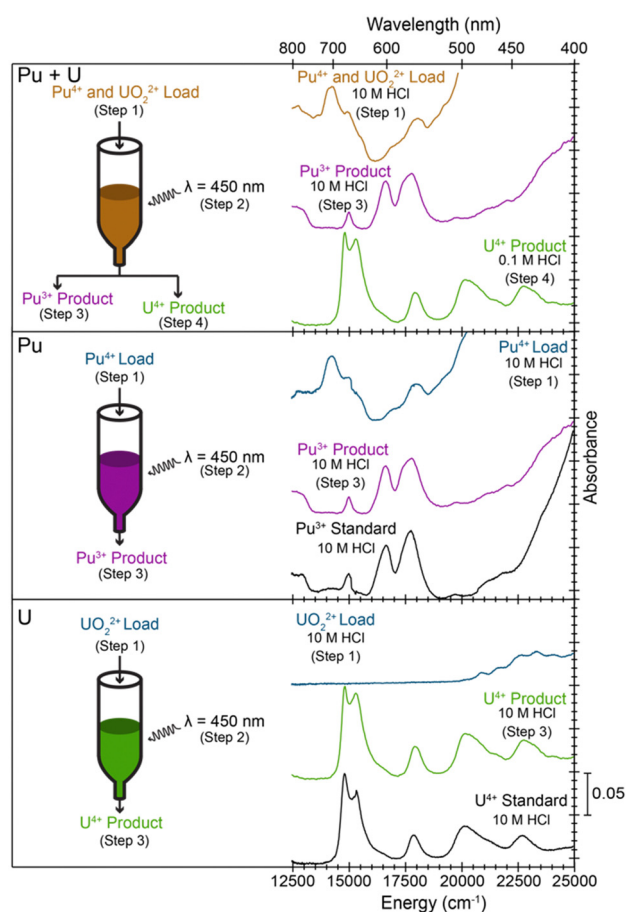 Wavelength (nm)
800 700 600 500 450 400
Pu + U
Pu⁴⁺ and UO₂²⁺ Load
(Step 1)
λ = 450 nm
(Step 2)
Pu³⁺ Product
(Step 3)
U⁴⁺ Product
(Step 4)
Pu⁴⁺ and UO₂²⁺ Load
10 M HCl
(Step 1)
Pu³⁺ Product
10 M HCl
(Step 3)
U⁴⁺ Product
0.1 M HCl
(Step 4)
Pu
Pu⁴⁺ Load
(Step 1)
λ = 450 nm
(Step 2)
Pu³⁺ Product
(Step 3)
Pu⁴⁺ Load
10 M HCl
(Step 1)
Pu³⁺ Product
10 M HCl
(Step 3)
Pu³⁺ Standard
10 M HCl
Absorbance
U
UO₂²⁺ Load
(Step 1)
λ = 450 nm
(Step 2)
U⁴⁺ Product
(Step 3)
UO₂²⁺ Load
10 M HCl
(Step 1)
U⁴⁺ Product
10 M HCl
(Step 3)
0.05
U⁴⁺ Standard
10 M HCl
12500 15000 17500 20000 22500 25000
Energy (cm⁻¹)